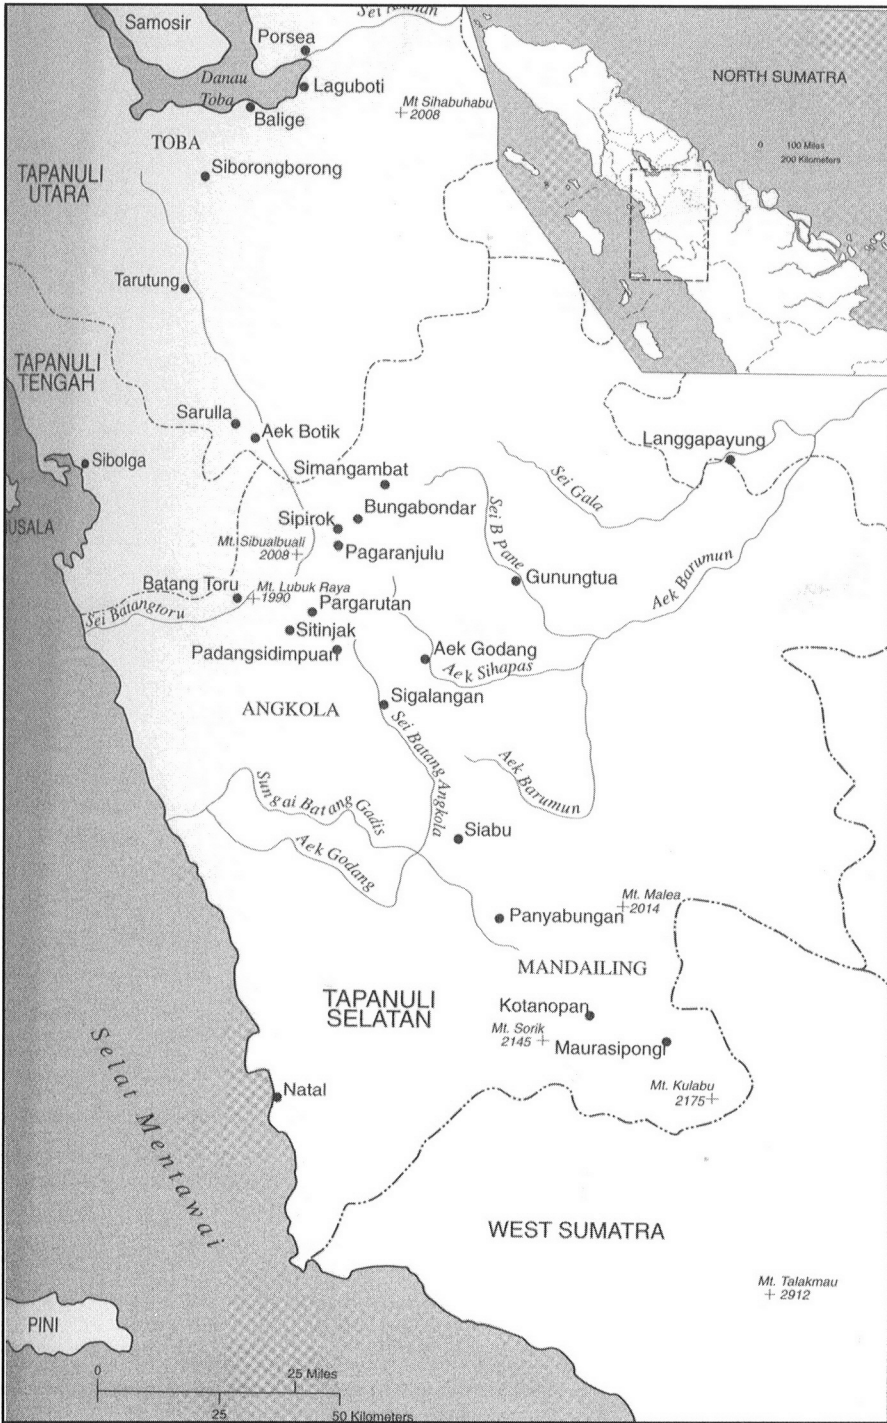 Samosir
Porsea
Danau
Toba
Laguboti
Balige
Mt Sihabuhabu
2008
TOBA
Siborongborong
TAPANULI
UTARA
NORTH SUMATRA
0 100 Miles
200 Kilometers
Tarutung
TAPANULI
TENGAH
Sarulla
Aek Botik
Sibolga
Simangambat
Langgapayung
Sei Gala
Sei B Pane
Bungabondar
Sipirok
Mt. Sibualbuali
2008
Pagaranjulu
Aek Barumun
Gunungtua
Batang Toru
Mt. Lubuk Raya
1990
Sei Batangtoru
Pargarutan
Sitinjak
Padangsidimpuan
Aek Godang
Aek Sihapas
Sigalangan
ANGKOLA
Sei Batang Angkola
Aek Barumun
Sungai Batang Gadis
Aek Godang
Siabu
Mt. Malea
2014
Panyabungan
MANDAILING
TAPANULI
SELATAN
Kotanopan
Mt. Sorik
2145
Maurasipongi
Mt. Kulabu
2175
Natal
Selat Mentawai
WEST SUMATRA
Mt. Talakmau
2912
PINI
0 25 Miles
25 50 Kilometers